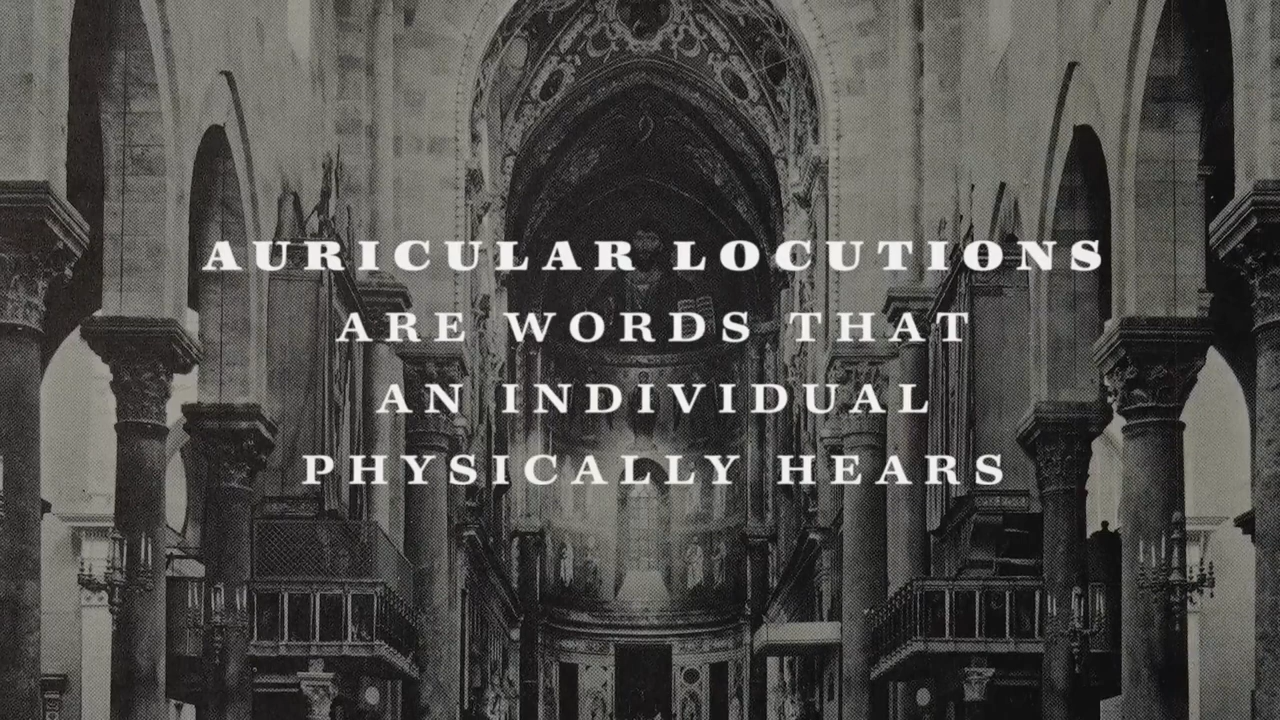 AURICULAR LOCUTIONS
ARE WORDS THAT
AN INDIVIDUAL
PHYSICALLY HEARS